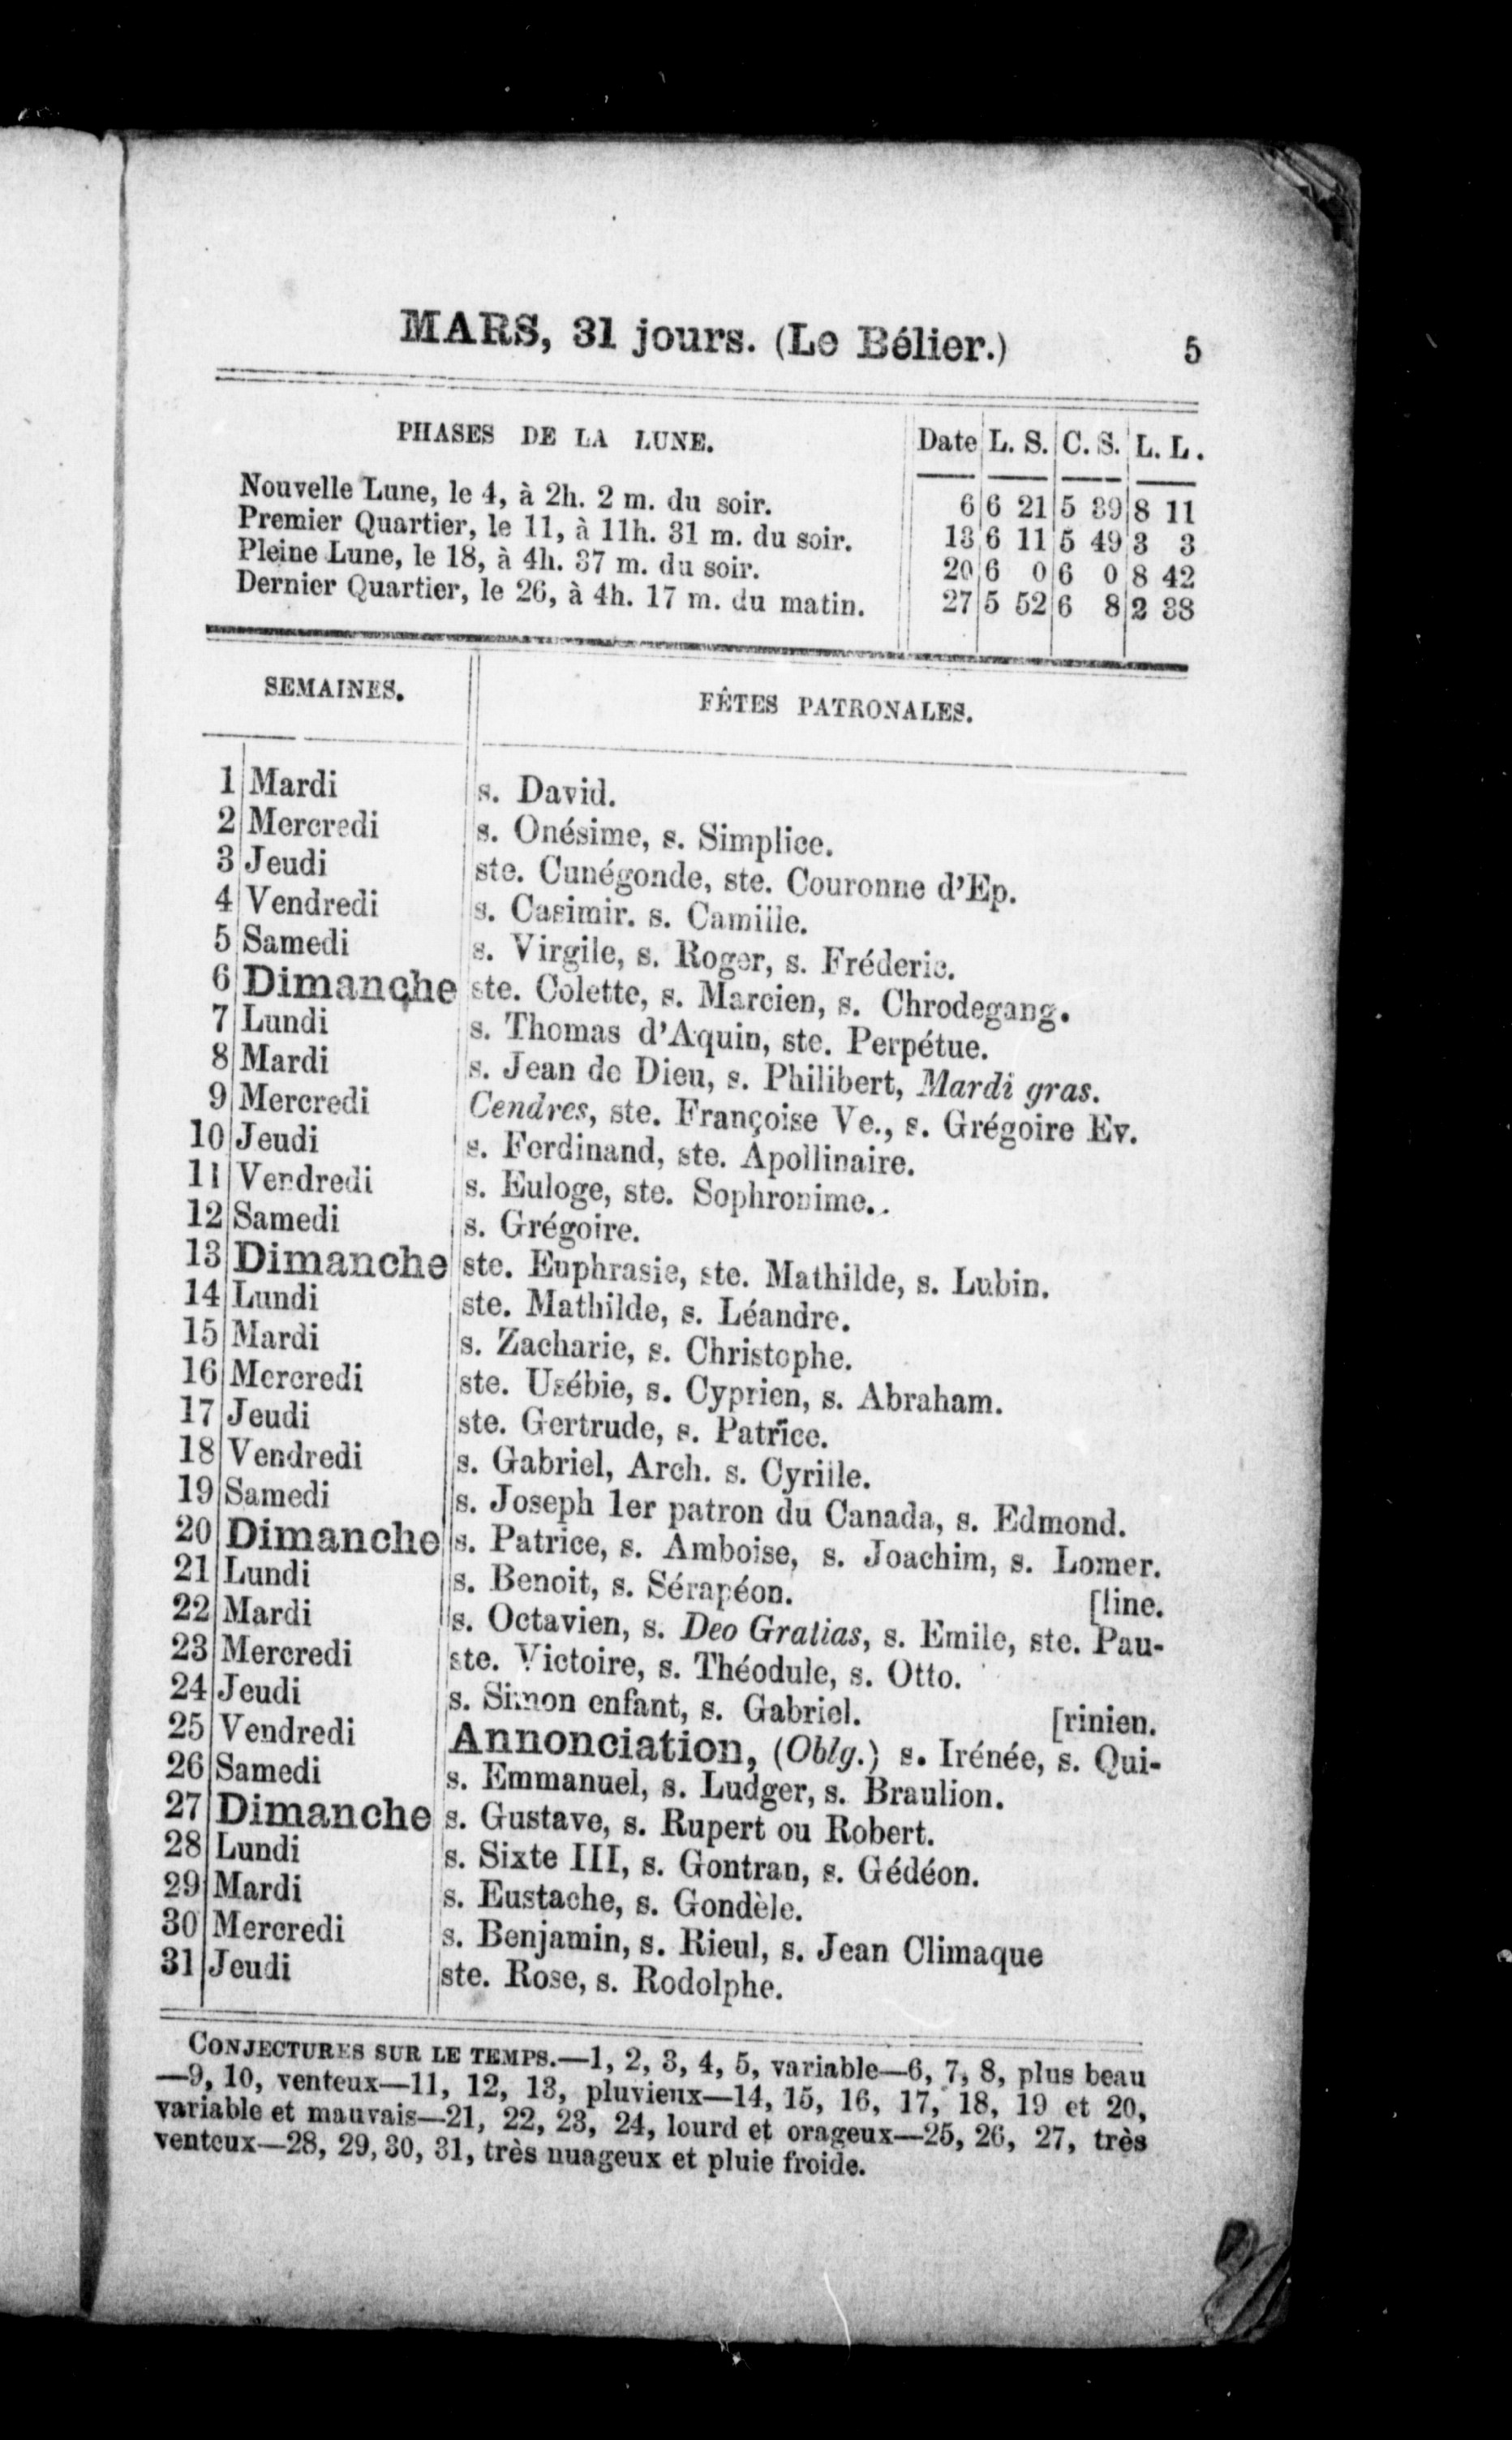 MARS, 31 jours. (Le Bélier.) 5
PHASES DE LA LUNE. Date L. S. C. S. L. L.
Nouvelle Lune, le 4, à 2h. 2 m. du soir. 6 6 21 5 39 8 11
Premier Quartier, le 11, à 11h. 31 m. du soir. 13 6 11 5 49 3 3
Pleine Lune, le 18, à 4h. 37 m. du soir. 20 6 0 6 0 8 42
Dernier Quartier, le 26, à 4h. 17 m. du matin. 27 5 52 6 8 2 38
SEMAINES. FÊTES PATRONALES.
1 Mardi s. David.
2 Mercredi s. Onésime, s. Simplice.
3 Jeudi ste. Cunégonde, ste. Couronne d'Ep.
4 Vendredi s. Casimir. s. Camille.
5 Samedi s. Virgile, s. Roger, s. Fréderic.
6 Dimanche ste. Colette, s. Marcien, s. Chrodegang.
7 Lundi s. Thomas d'Aquin, ste. Perpétue.
8 Mardi s. Jean de Dieu, s. Philibert, Mardi gras.
9 Mercredi Cendres, ste. Françoise Ve., s. Grégoire Ev.
10 Jeudi s. Ferdinand, ste. Apollinaire.
11 Vendredi s. Euloge, ste. Sophronime..
12 Samedi s. Grégoire.
13 Dimanche ste. Euphrasie, ste. Mathilde, s. Lubin.
14 Lundi ste. Mathilde, s. Léandre.
15 Mardi s. Zacharie, s. Christophe.
16 Mercredi ste. Usébie, s. Cyprien, s. Abraham.
17 Jeudi ste. Gertrude, s. Patrice.
18 Vendredi s. Gabriel, Arch. s. Cyrille.
19 Samedi s. Joseph 1er patron du Canada, s. Edmond.
20 Dimanche s. Patrice, s. Amboise, s. Joachim, s. Lomer.
21 Lundi s. Benoit, s. Sérapéon. [line.
22 Mardi s. Octavien, s. Deo Gratias, s. Emile, ste. Pau-
23 Mercredi ste. Victoire, s. Théodule, s. Otto.
24 Jeudi s. Simon enfant, s. Gabriel. [rinien.
25 Vendredi Annonciation, (Oblg.) s. Irénée, s. Qui-
26 Samedi s. Emmanuel, s. Ludger, s. Braulion.
27 Dimanche s. Gustave, s. Rupert ou Robert.
28 Lundi s. Sixte III, s. Gontran, s. Gédéon.
29 Mardi s. Eustache, s. Gondèle.
30 Mercredi s. Benjamin, s. Rieul, s. Jean Climaque
31 Jeudi ste. Rose, s. Rodolphe.
CONJECTURES SUR LE TEMPS.—1, 2, 3, 4, 5, variable—6, 7, 8, plus beau
—9, 10, venteux—11, 12, 13, pluvieux—14, 15, 16, 17, 18, 19 et 20,
variable et mauvais—21, 22, 23, 24, lourd et orageux—25, 26, 27, très
venteux—28, 29, 30, 31, très nuageux et pluie froide.